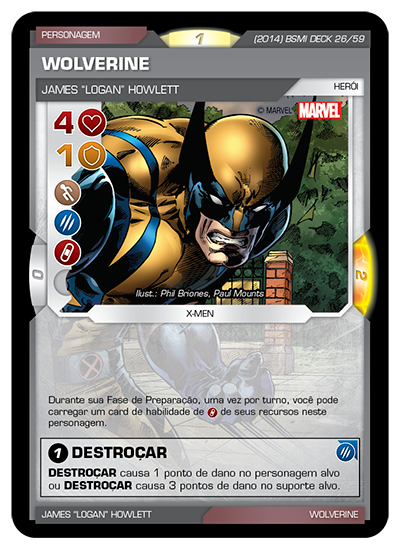 PERSONAGEM
1
(2014) BSMI DECK 26/59
WOLVERINE
JAMES "LOGAN" HOWLETT
HERÓI
© MARVEL
MARVEL
4
1
0
2
Ilust.: Phil Briones, Paul Mounts
X-MEN
Durante sua Fase de Preparação, uma vez por turno, você pode
carregar um card de habilidade de de seus recursos neste
personagem.
1 DESTROÇAR
DESTROÇAR causa 1 ponto de dano no personagem alvo
ou DESTROÇAR causa 3 pontos de dano no suporte alvo.
JAMES "LOGAN" HOWLETT
WOLVERINE